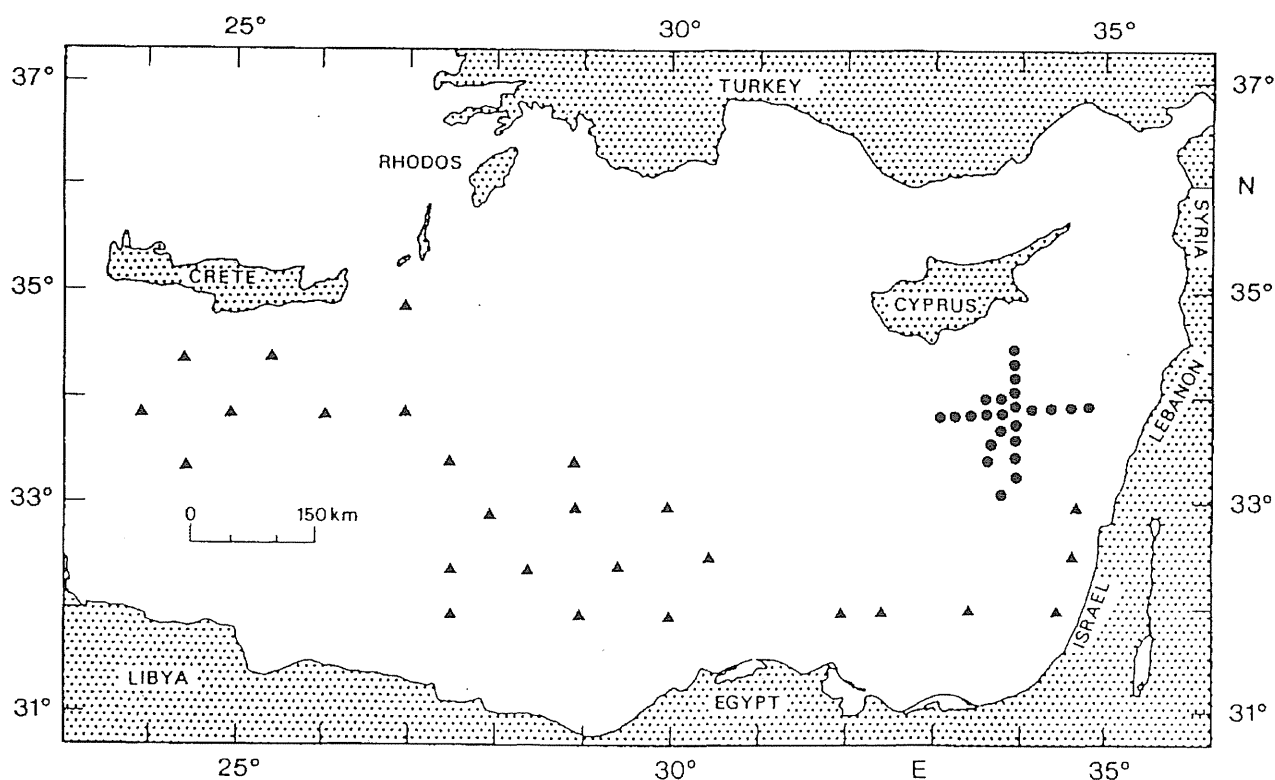 25° 30° 35°
37° TURKEY 37°
RHODOS
N
SYRIA
CRETE
35° CYPRUS 35°
LEBANON
33° 33°
0 150 km
ISRAEL
LIBYA
EGYPT
31° 31°
25° 30° E 35°